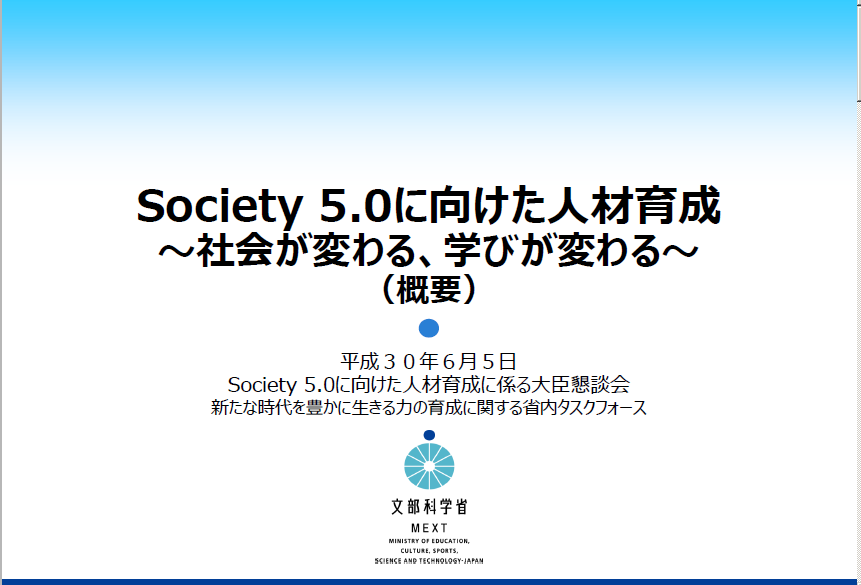 Society 5.0に向けた人材育成
～社会が変わる、学びが変わる～
（概要）
平成３０年６月５日
Society 5.0に向けた人材育成に係る大臣懇談会
新たな時代を豊かに生きる力の育成に関する省内タスクフォース
文部科学省
MEXT
MINISTRY OF EDUCATION,
CULTURE, SPORTS,
SCIENCE AND TECHNOLOGY-JAPAN